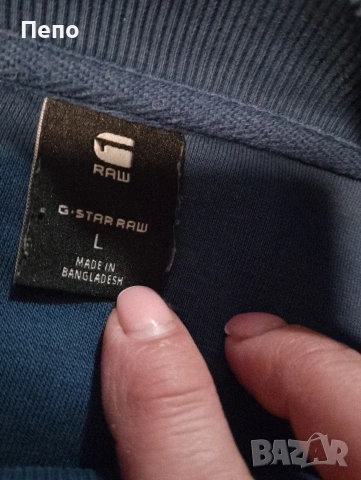 Пепо
RAW
G-STAR RAW
L
MADE IN
BANGLADESH
BAZAR